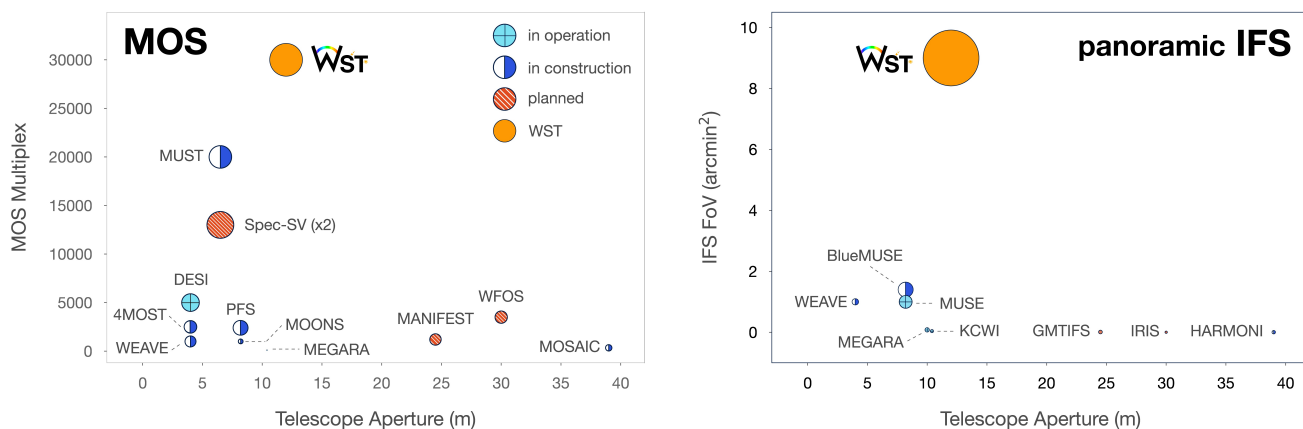 MOS
WST
in operation
in construction
planned
WST
MUST
Spec-SV (x2)
DESI
4MOST
PFS
WEAVE
MOONS
MEGARA
MANIFEST
WFOS
MOSAIC
MOS Multiplex
30000
25000
20000
15000
10000
5000
0
0 5 10 15 20 25 30 35 40
Telescope Aperture (m)
panoramic IFS
WST
BlueMUSE
WEAVE
MUSE
MEGARA
KCWI
GMTIFS
IRIS
HARMONI
IFS FoV (arcmin²)
10
8
6
4
2
0
0 5 10 15 20 25 30 35 40
Telescope Aperture (m)